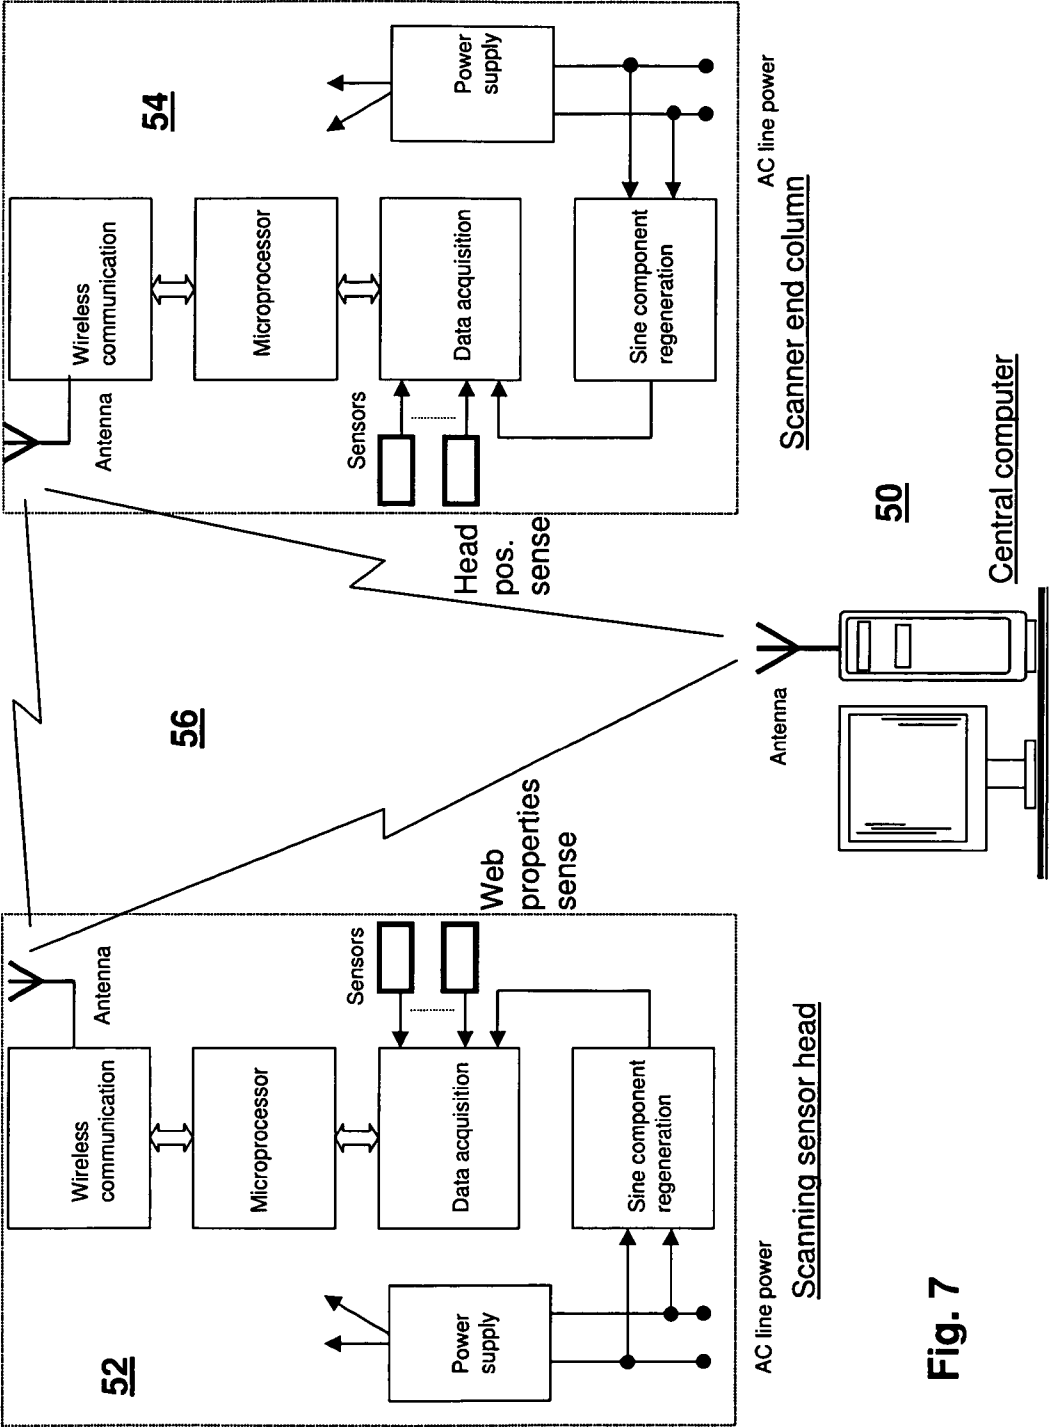 52
Power
supply
AC line power
Wireless
communication
Antenna
Microprocessor
Data acquisition
Sensors
Sine component
regeneration
Scanning sensor head
Web
properties
sense
56
Head
pos.
sense
Antenna
50
Central computer
Antenna
Wireless
communication
Microprocessor
Sensors
Data acquisition
Sine component
regeneration
54
Power
supply
AC line power
Scanner end column
Fig. 7